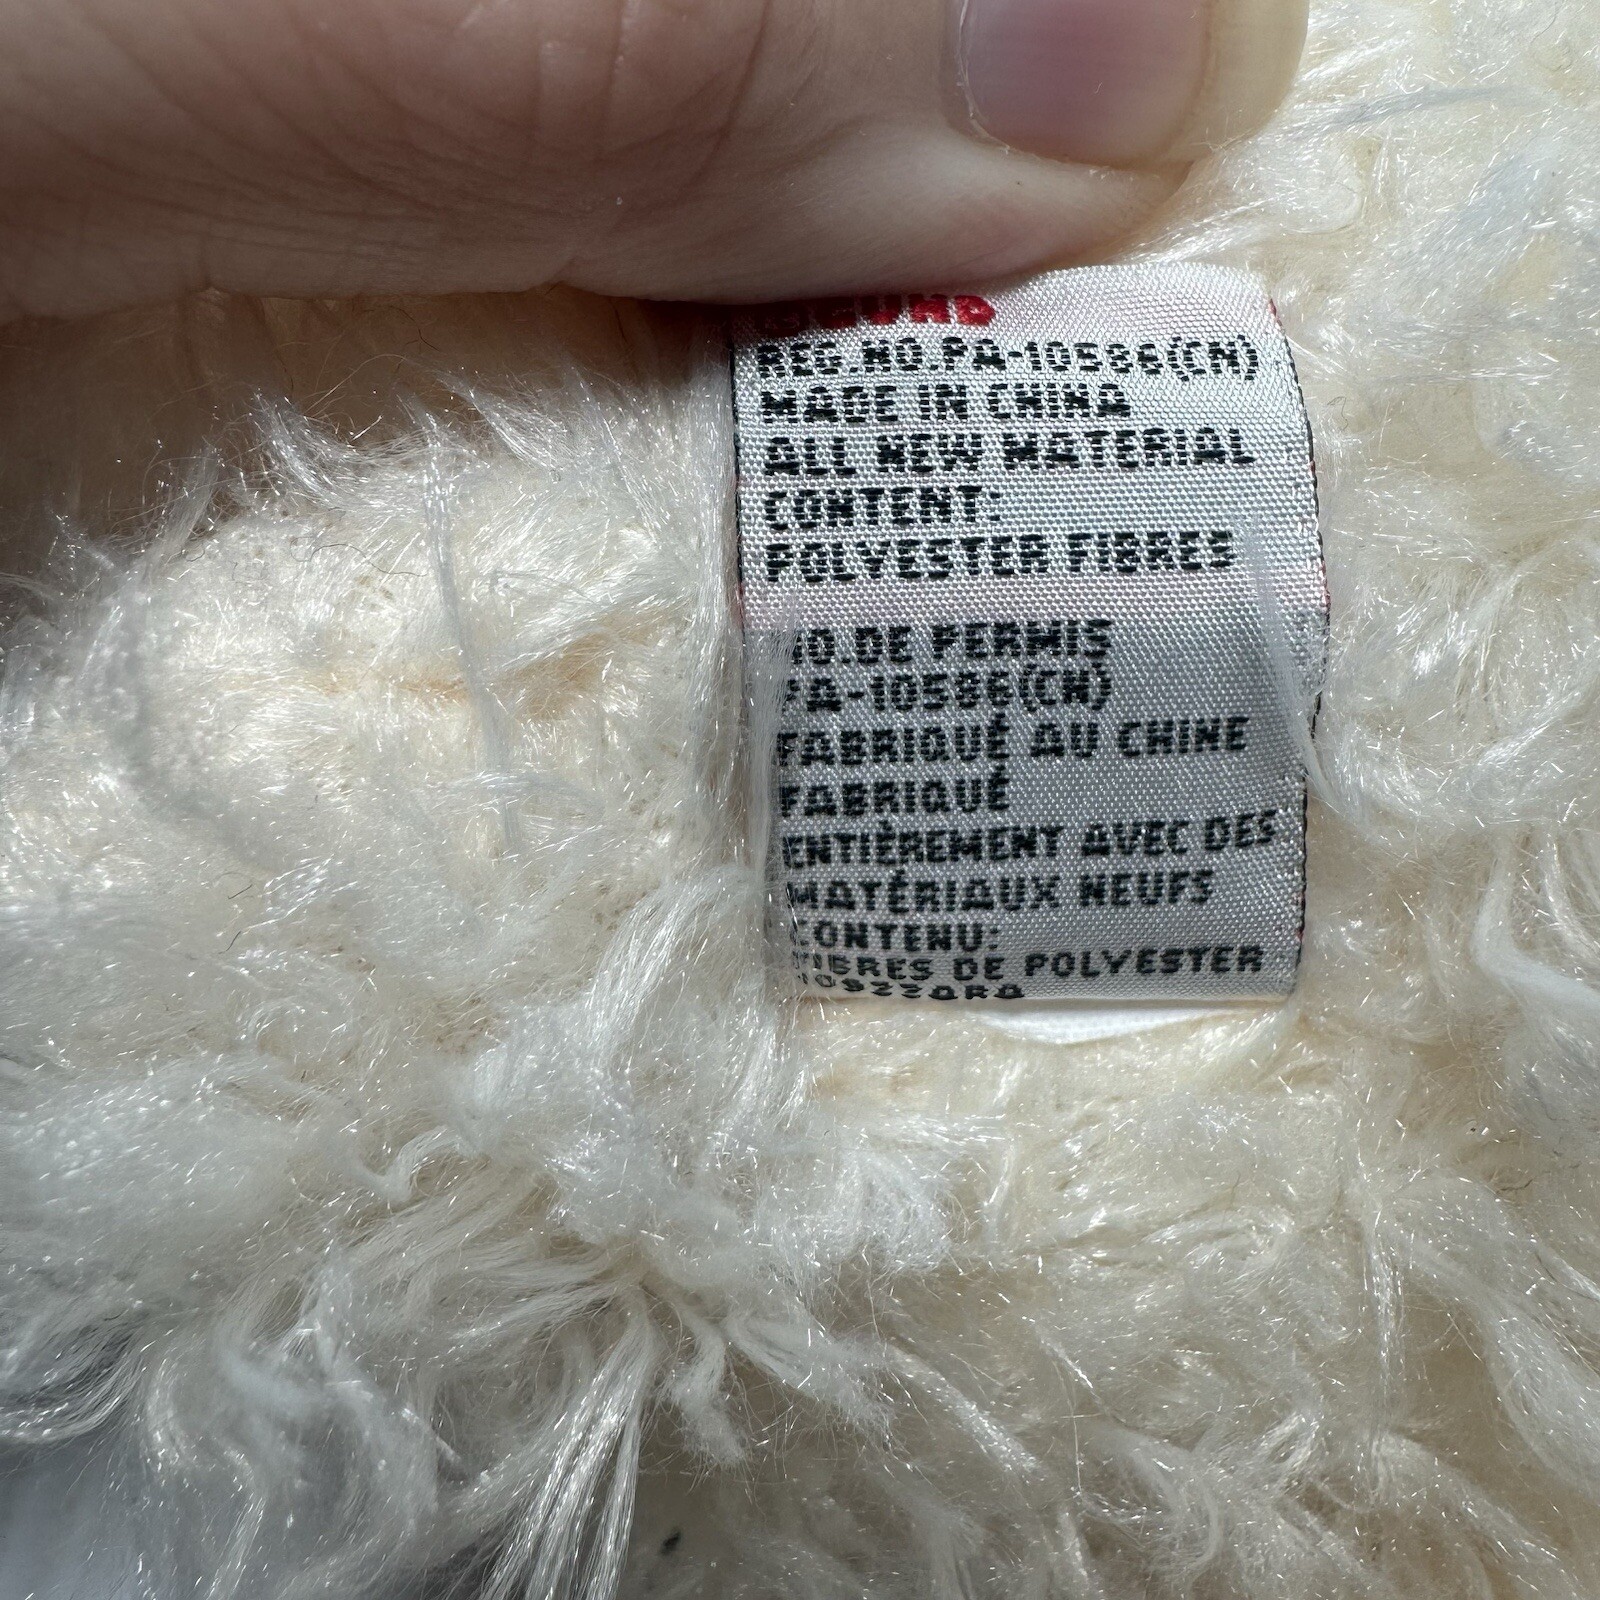 REG.NO.PA-10586(CN)
MADE IN CHINA
ALL NEW MATERIAL
CONTENT:
POLYESTER FIBRES
NO.DE PERMIS
PA-10586(CN)
FABRIQUÉ AU CHINE
FABRIQUÉ
ENTIÈREMENT AVEC DES
MATÉRIAUX NEUFS
CONTENU:
FIBRES DE POLYESTER